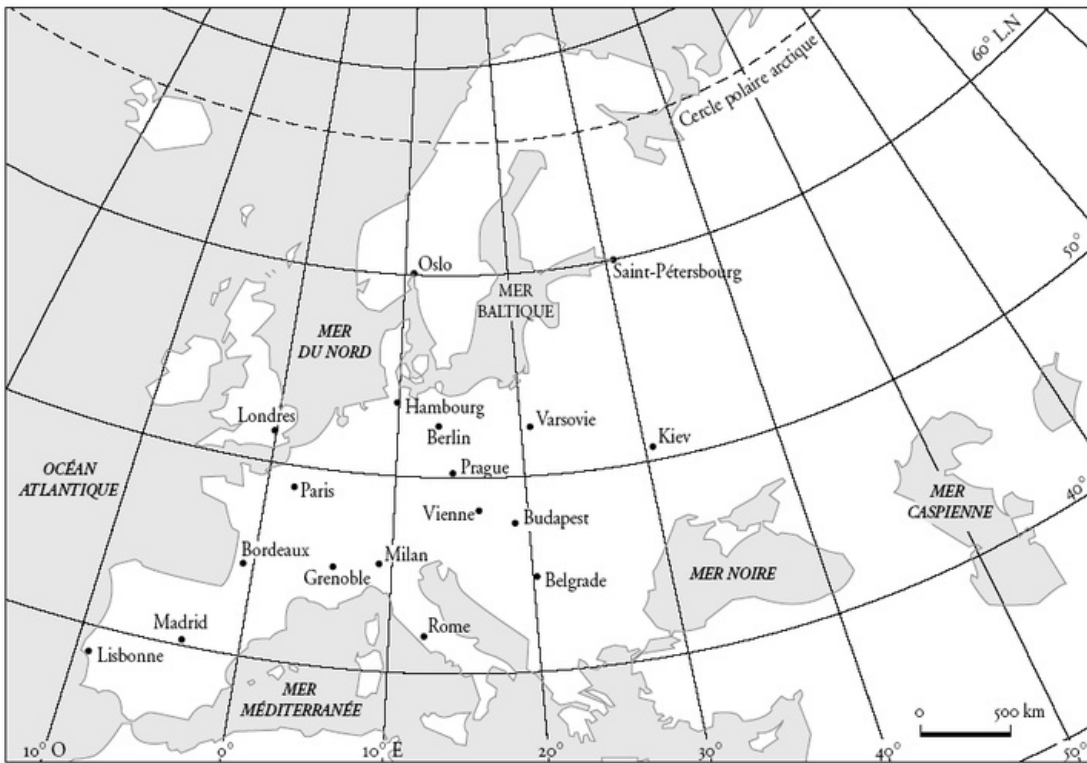 60° L.N
Cercle polaire arctique
50°
Oslo
Saint-Pétersbourg
MER
BALTIQUE
MER
DU NORD
Hambourg
Londres
Berlin
Varsovie
Kiev
Prague
OCÉAN
ATLANTIQUE
Paris
40°
MER
CASPIENNE
Vienne
Budapest
Bordeaux
Milan
Grenoble
Belgrade
MER NOIRE
Madrid
Rome
Lisbonne
MER
MÉDITERRANÉE
0 500 km
10° O 0° 10° E 20° 30° 40° 50°